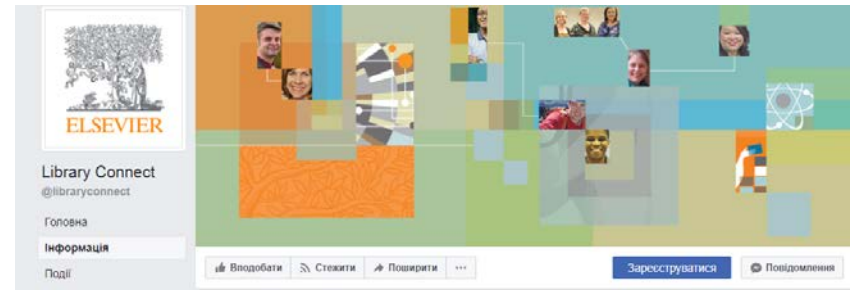 ELSEVIER
Library Connect
@libraryconnect
Головна
Інформація
Події
Вподобати Стежити Поширити ...
Зареєструватися Повідомлення